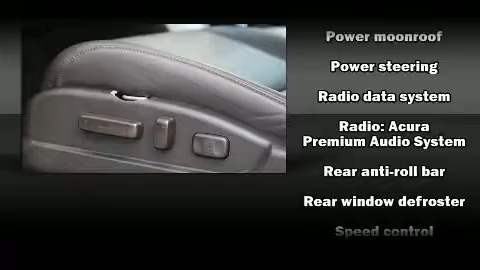 Power moonroof
Power steering
Radio data system
Radio: Acura
Premium Audio System
Rear anti-roll bar
Rear window defroster
Speed control